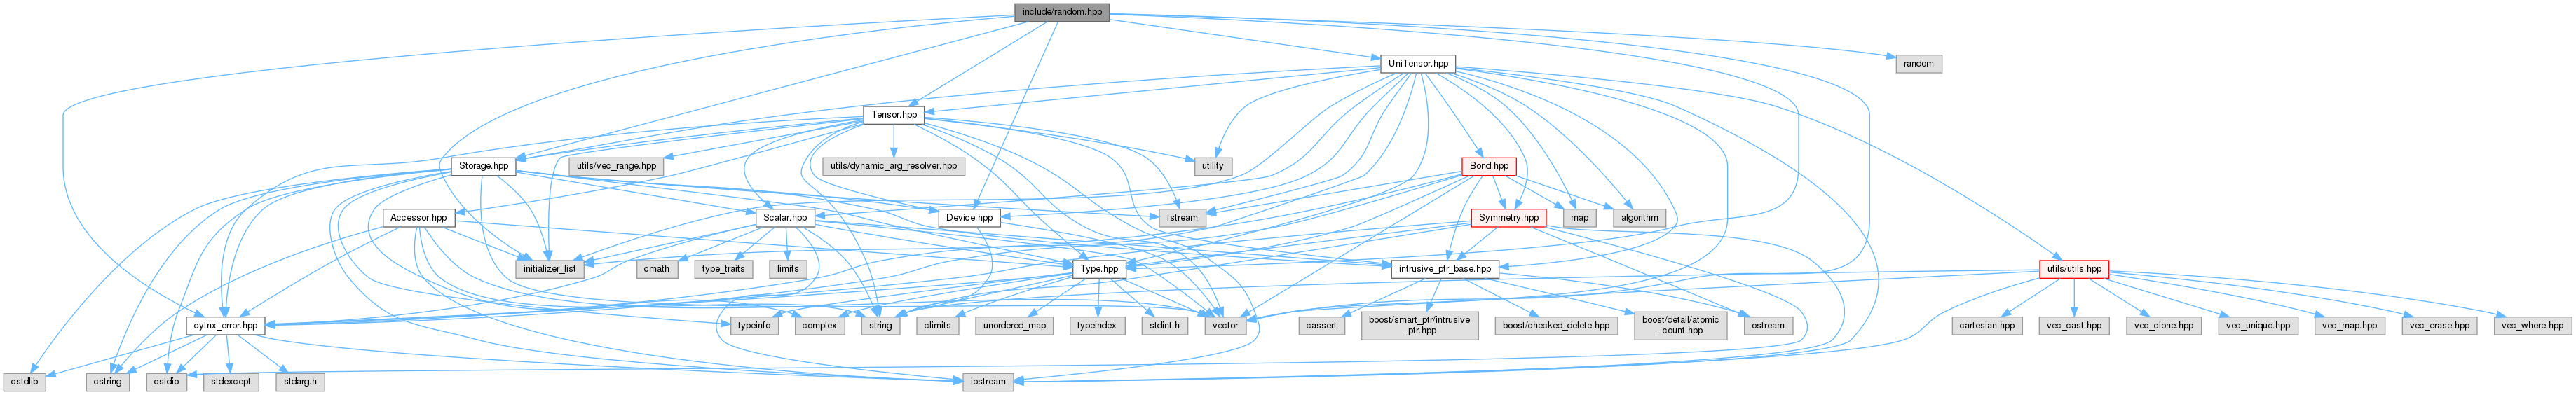 include/random.hpp
UniTensor.hpp
random
Tensor.hpp
Storage.hpp
utils/vec_range.hpp
utils/dynamic_arg_resolver.hpp
utility
Bond.hpp
Accessor.hpp
Scalar.hpp
Device.hpp
fstream
Symmetry.hpp
map
algorithm
initializer_list
cmath
type_traits
limits
Type.hpp
intrusive_ptr_base.hpp
utils/utils.hpp
cytnx_error.hpp
typeinfo
complex
string
climits
unordered_map
typeindex
stdint.h
vector
cassert
boost/smart_ptr/intrusive
_ptr.hpp
boost/checked_delete.hpp
boost/detail/atomic
_count.hpp
ostream
cartesian.hpp
vec_cast.hpp
vec_clone.hpp
vec_unique.hpp
vec_map.hpp
vec_erase.hpp
vec_where.hpp
cstdlib
cstring
cstdio
stdexcept
stdarg.h
iostream